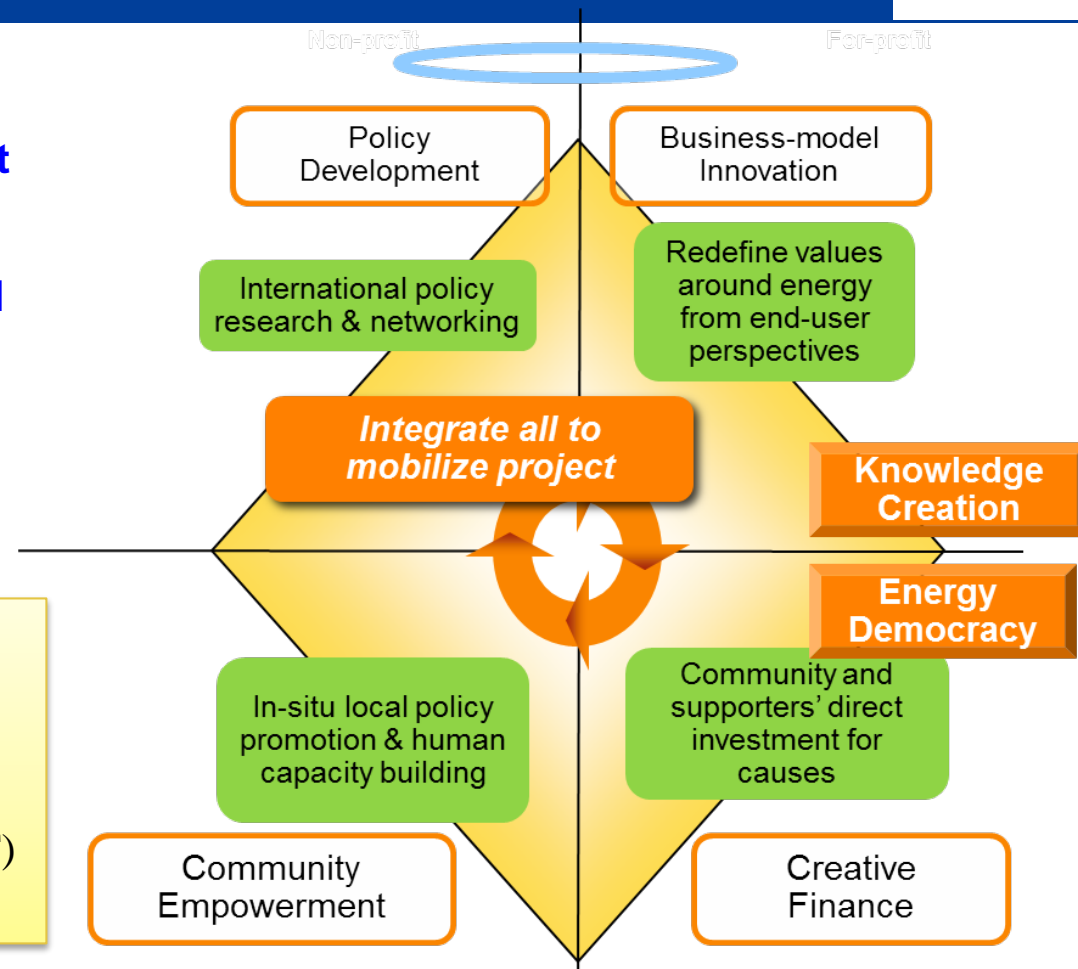 Non-profit
For-profit
t
Policy
Development
Business-model
Innovation
Redefine values
around energy
from end-user
perspectives
International policy
research & networking
Integrate all to
mobilize project
Knowledge
Creation
Energy
Democracy
In-situ local policy
promotion & human
capacity building
Community and
supporters’ direct
investment for
causes
)
Community
Empowerment
Creative
Finance